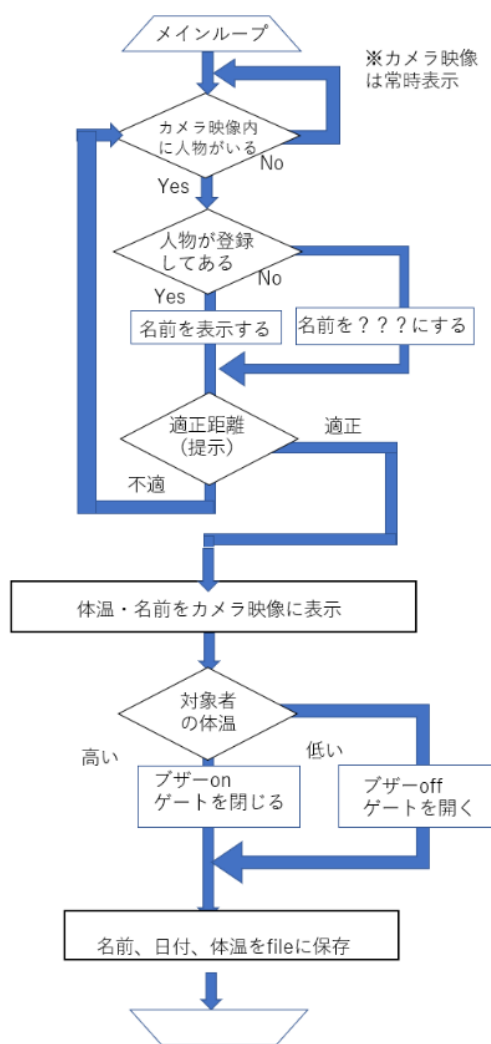 メインループ
※カメラ映像
は常時表示
カメラ映像内
に人物がいる
No
Yes
人物が登録
してある
No
Yes
名前を表示する
名前を？？？にする
適正距離
（提示）
適正
不適
体温・名前をカメラ映像に表示
対象者
の体温
高い
低い
ブザーon
ゲートを閉じる
ブザーoff
ゲートを開く
名前、日付、体温をfileに保存